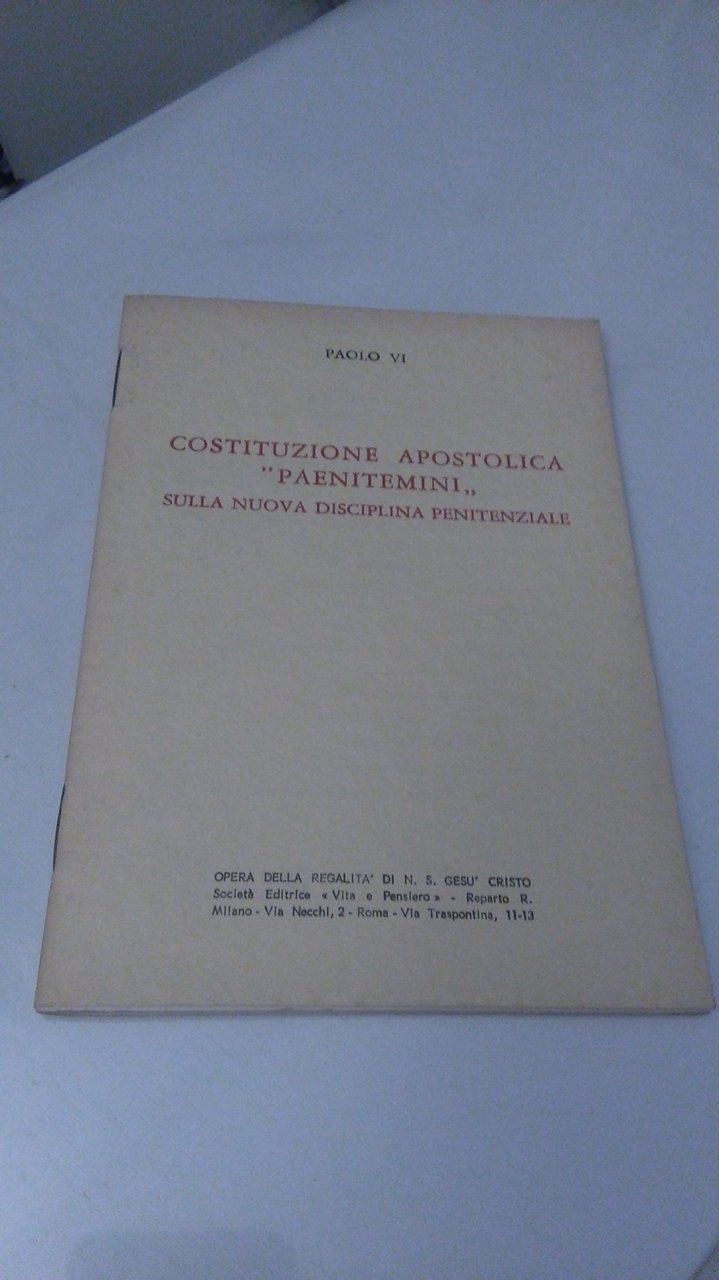 PAOLO VI
COSTITUZIONE APOSTOLICA
"PAENITEMINI„
SULLA NUOVA DISCIPLINA PENITENZIALE
OPERA DELLA REGALITA' DI N. S. GESU' CRISTO
Società Editrice « Vita e Pensiero » - Reparto R.
Milano - Via Necchi, 2 - Roma - Via Traspontina, 11-13